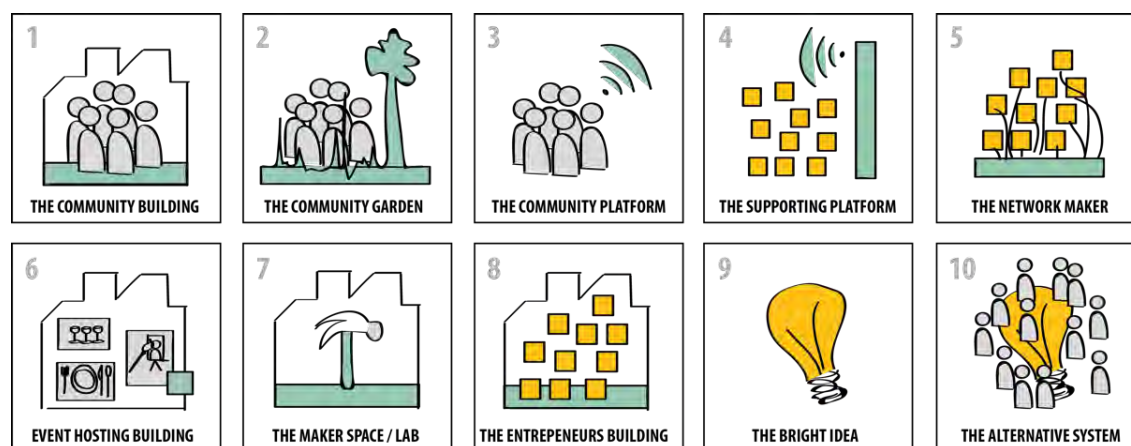 1
THE COMMUNITY BUILDING
2
THE COMMUNITY GARDEN
3
THE COMMUNITY PLATFORM
4
THE SUPPORTING PLATFORM
5
THE NETWORK MAKER
6
EVENT HOSTING BUILDING
7
THE MAKER SPACE / LAB
8
THE ENTREPENEURS BUILDING
9
THE BRIGHT IDEA
10
THE ALTERNATIVE SYSTEM